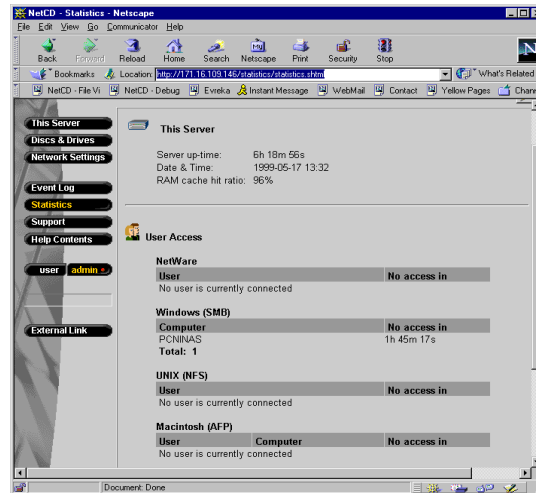 NetCD - Statistics - Netscape
File Edit View Go Communicator Help
Back Forward Reload Home Search Netscape Print Security Stop
Bookmarks Location: http://171.16.109.146/statistics/statistics.shtm What's Related
NetCD - File Vi NetCD - Debug Evreka Instant Message WebMail Contact Yellow Pages Chann
This Server
Discs & Drives
Network Settings
Event Log
Statistics
Support
Help Contents
user admin
External Link
This Server
Server up-time: 6h 18m 56s
Date & Time: 1999-05-17 13:32
RAM cache hit ratio: 96%
User Access
NetWare
User No access in
No user is currently connected
Windows (SMB)
Computer No access in
PCNINAS 1h 45m 17s
Total: 1
UNIX (NFS)
User No access in
No user is currently connected
Macintosh (AFP)
User Computer No access in
No user is currently connected
Document: Done